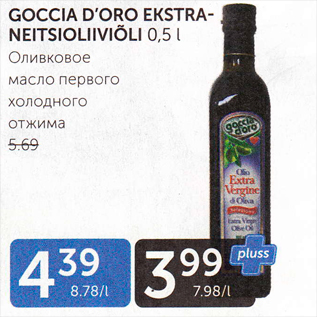 GOCCIA D'ORO EKSTRA-
NEITSIOLIIVIÕLI 0,5 l
Оливковое
масло первого
холодного
отжима
5.69
goccia
d'oro
Olio
Extra
Vergine
di Oliva
Extra Virgin
Olive Oil
pluss
4 39
8.78/l
3 99
7.98/l